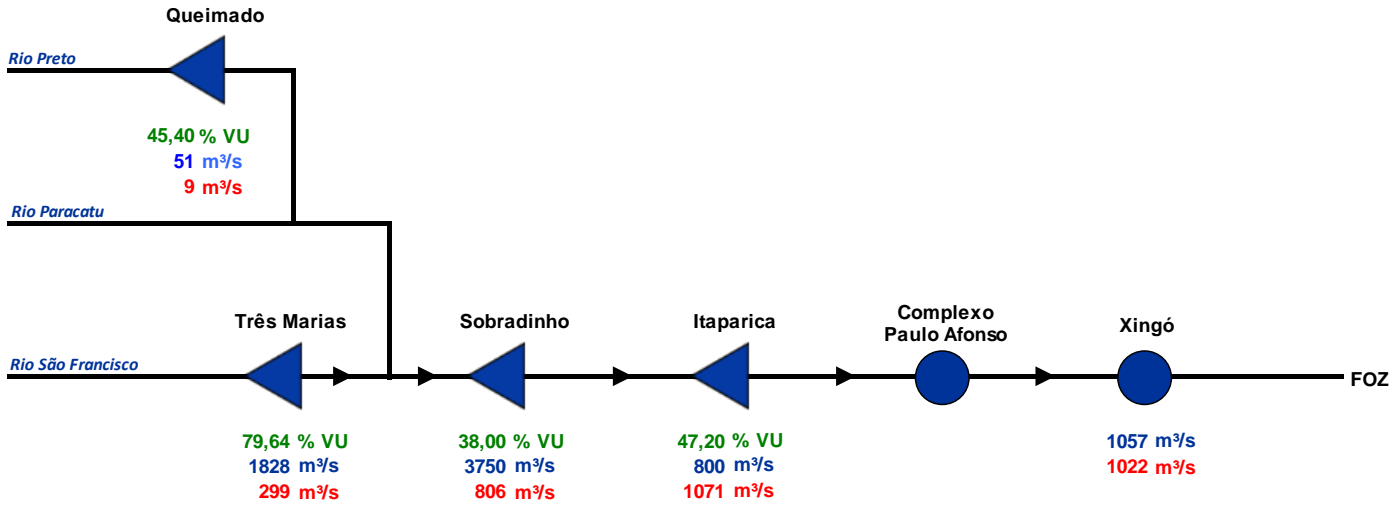 Queimado
Rio Preto
45,40 % VU
51 m³/s
9 m³/s
Rio Paracatu
Três Marias
Sobradinho
Itaparica
Complexo
Paulo Afonso
Xingó
Rio São Francisco
FOZ
79,64 % VU
1828 m³/s
299 m³/s
38,00 % VU
3750 m³/s
806 m³/s
47,20 % VU
800 m³/s
1071 m³/s
1057 m³/s
1022 m³/s